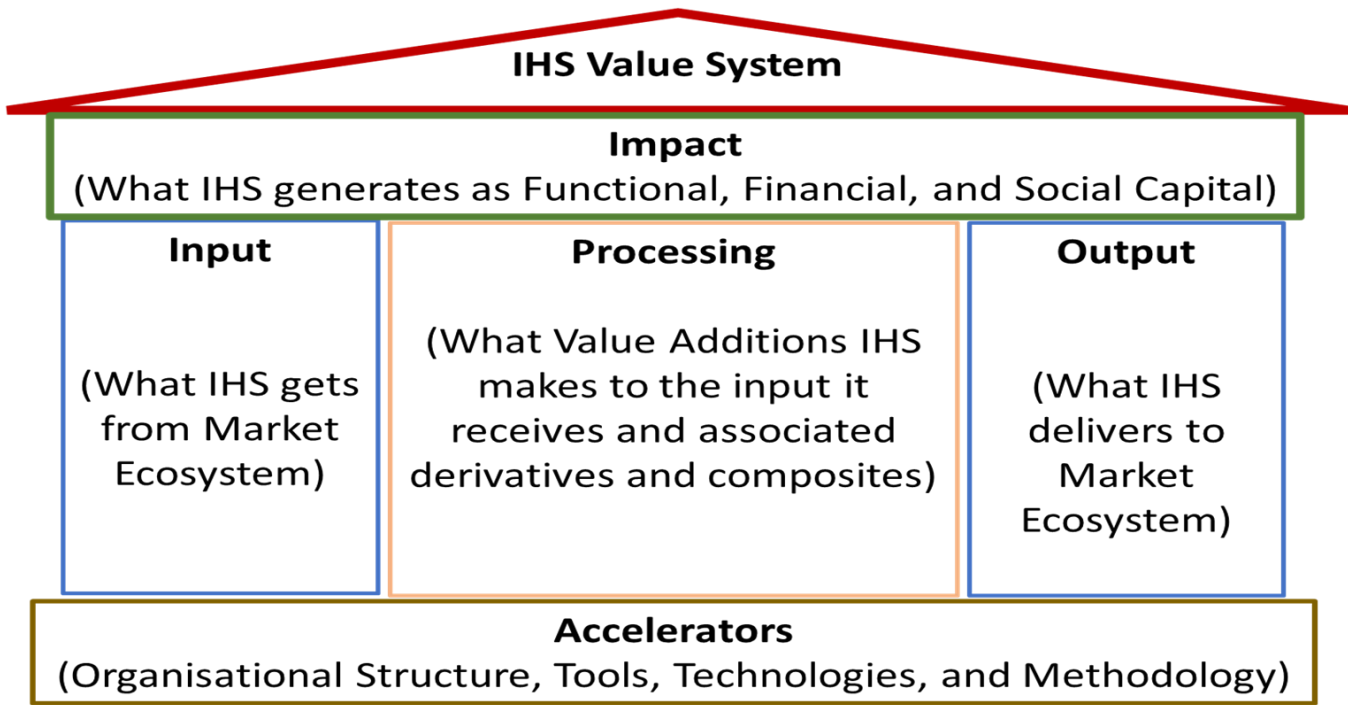 IHS Value System
Impact
(What IHS generates as Functional, Financial, and Social Capital)
Input
(What IHS gets
from Market
Ecosystem)
Processing
(What Value Additions IHS
makes to the input it
receives and associated
derivatives and composites)
Output
(What IHS
delivers to
Market
Ecosystem)
Accelerators
(Organisational Structure, Tools, Technologies, and Methodology)